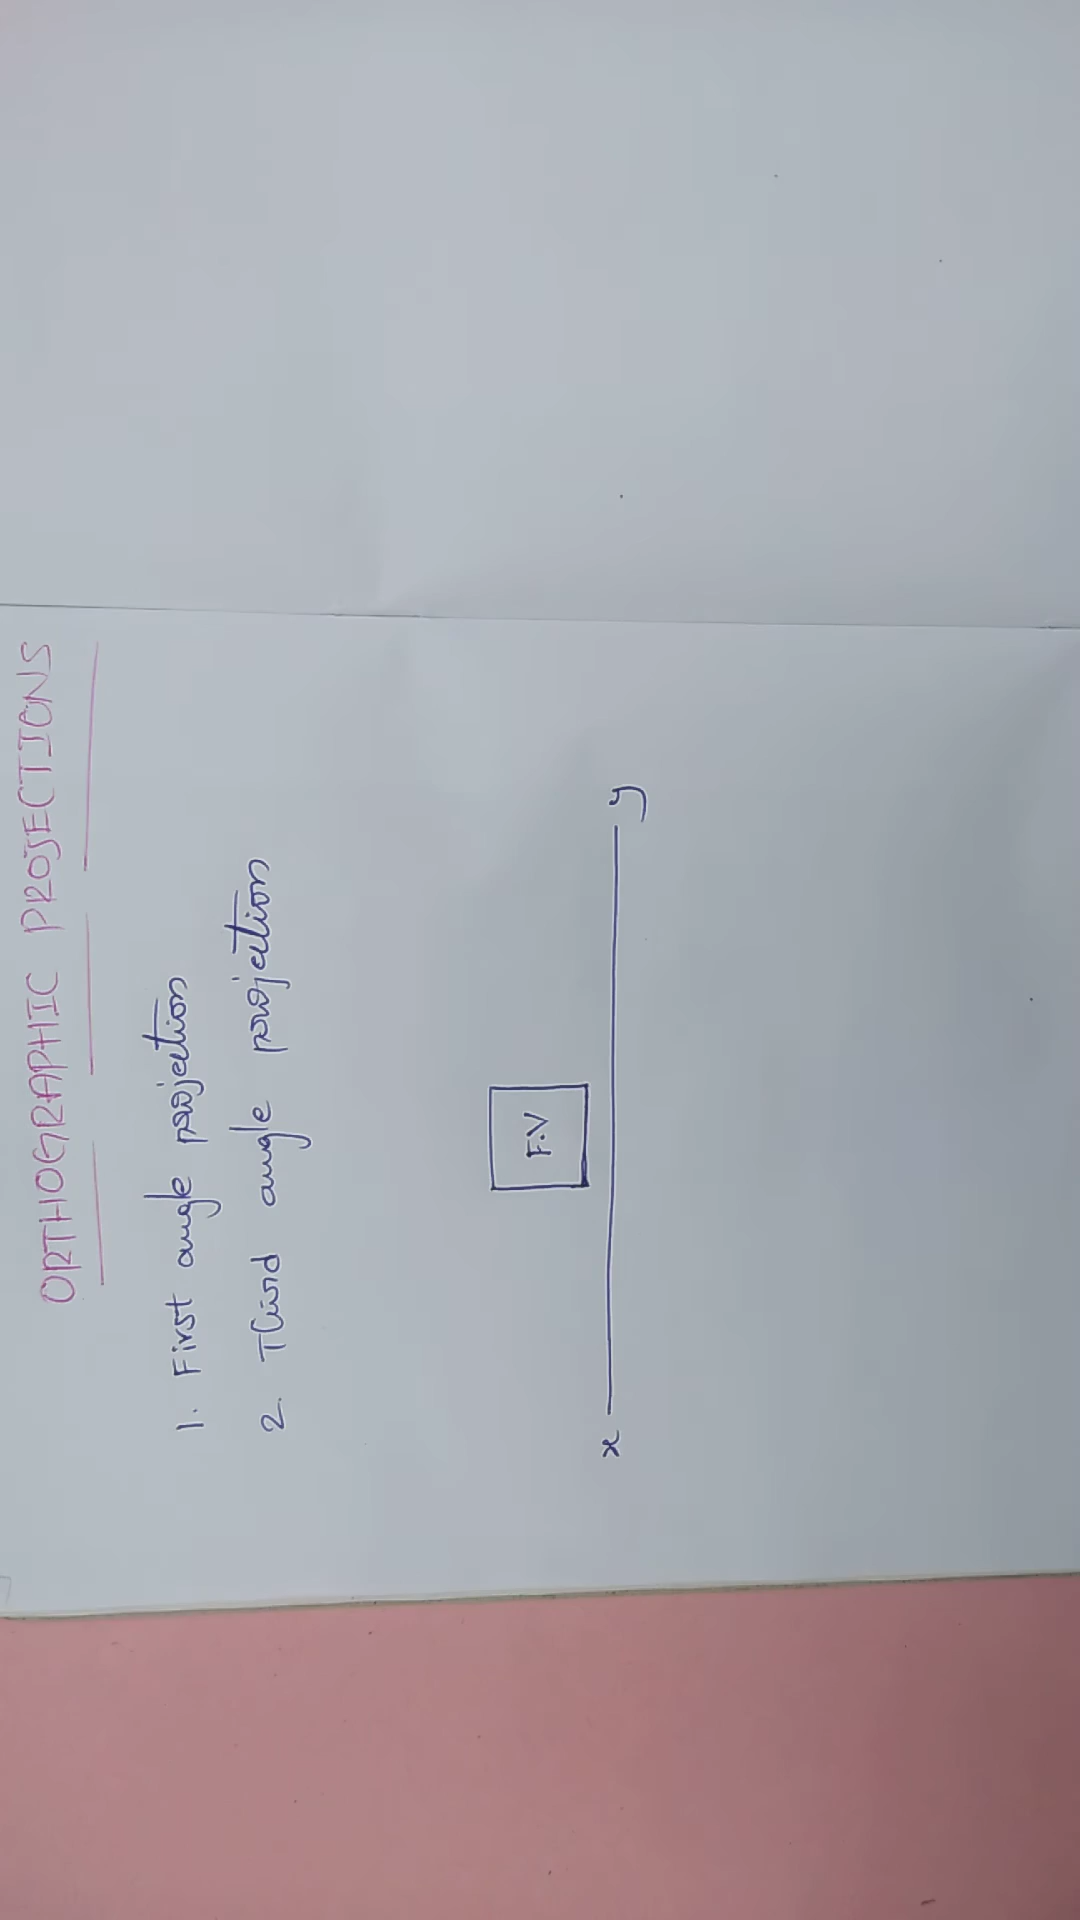 ORTHOGRAPHIC PROJECTIONS
1. First angle projection
2. Third angle projection
F.V
x y